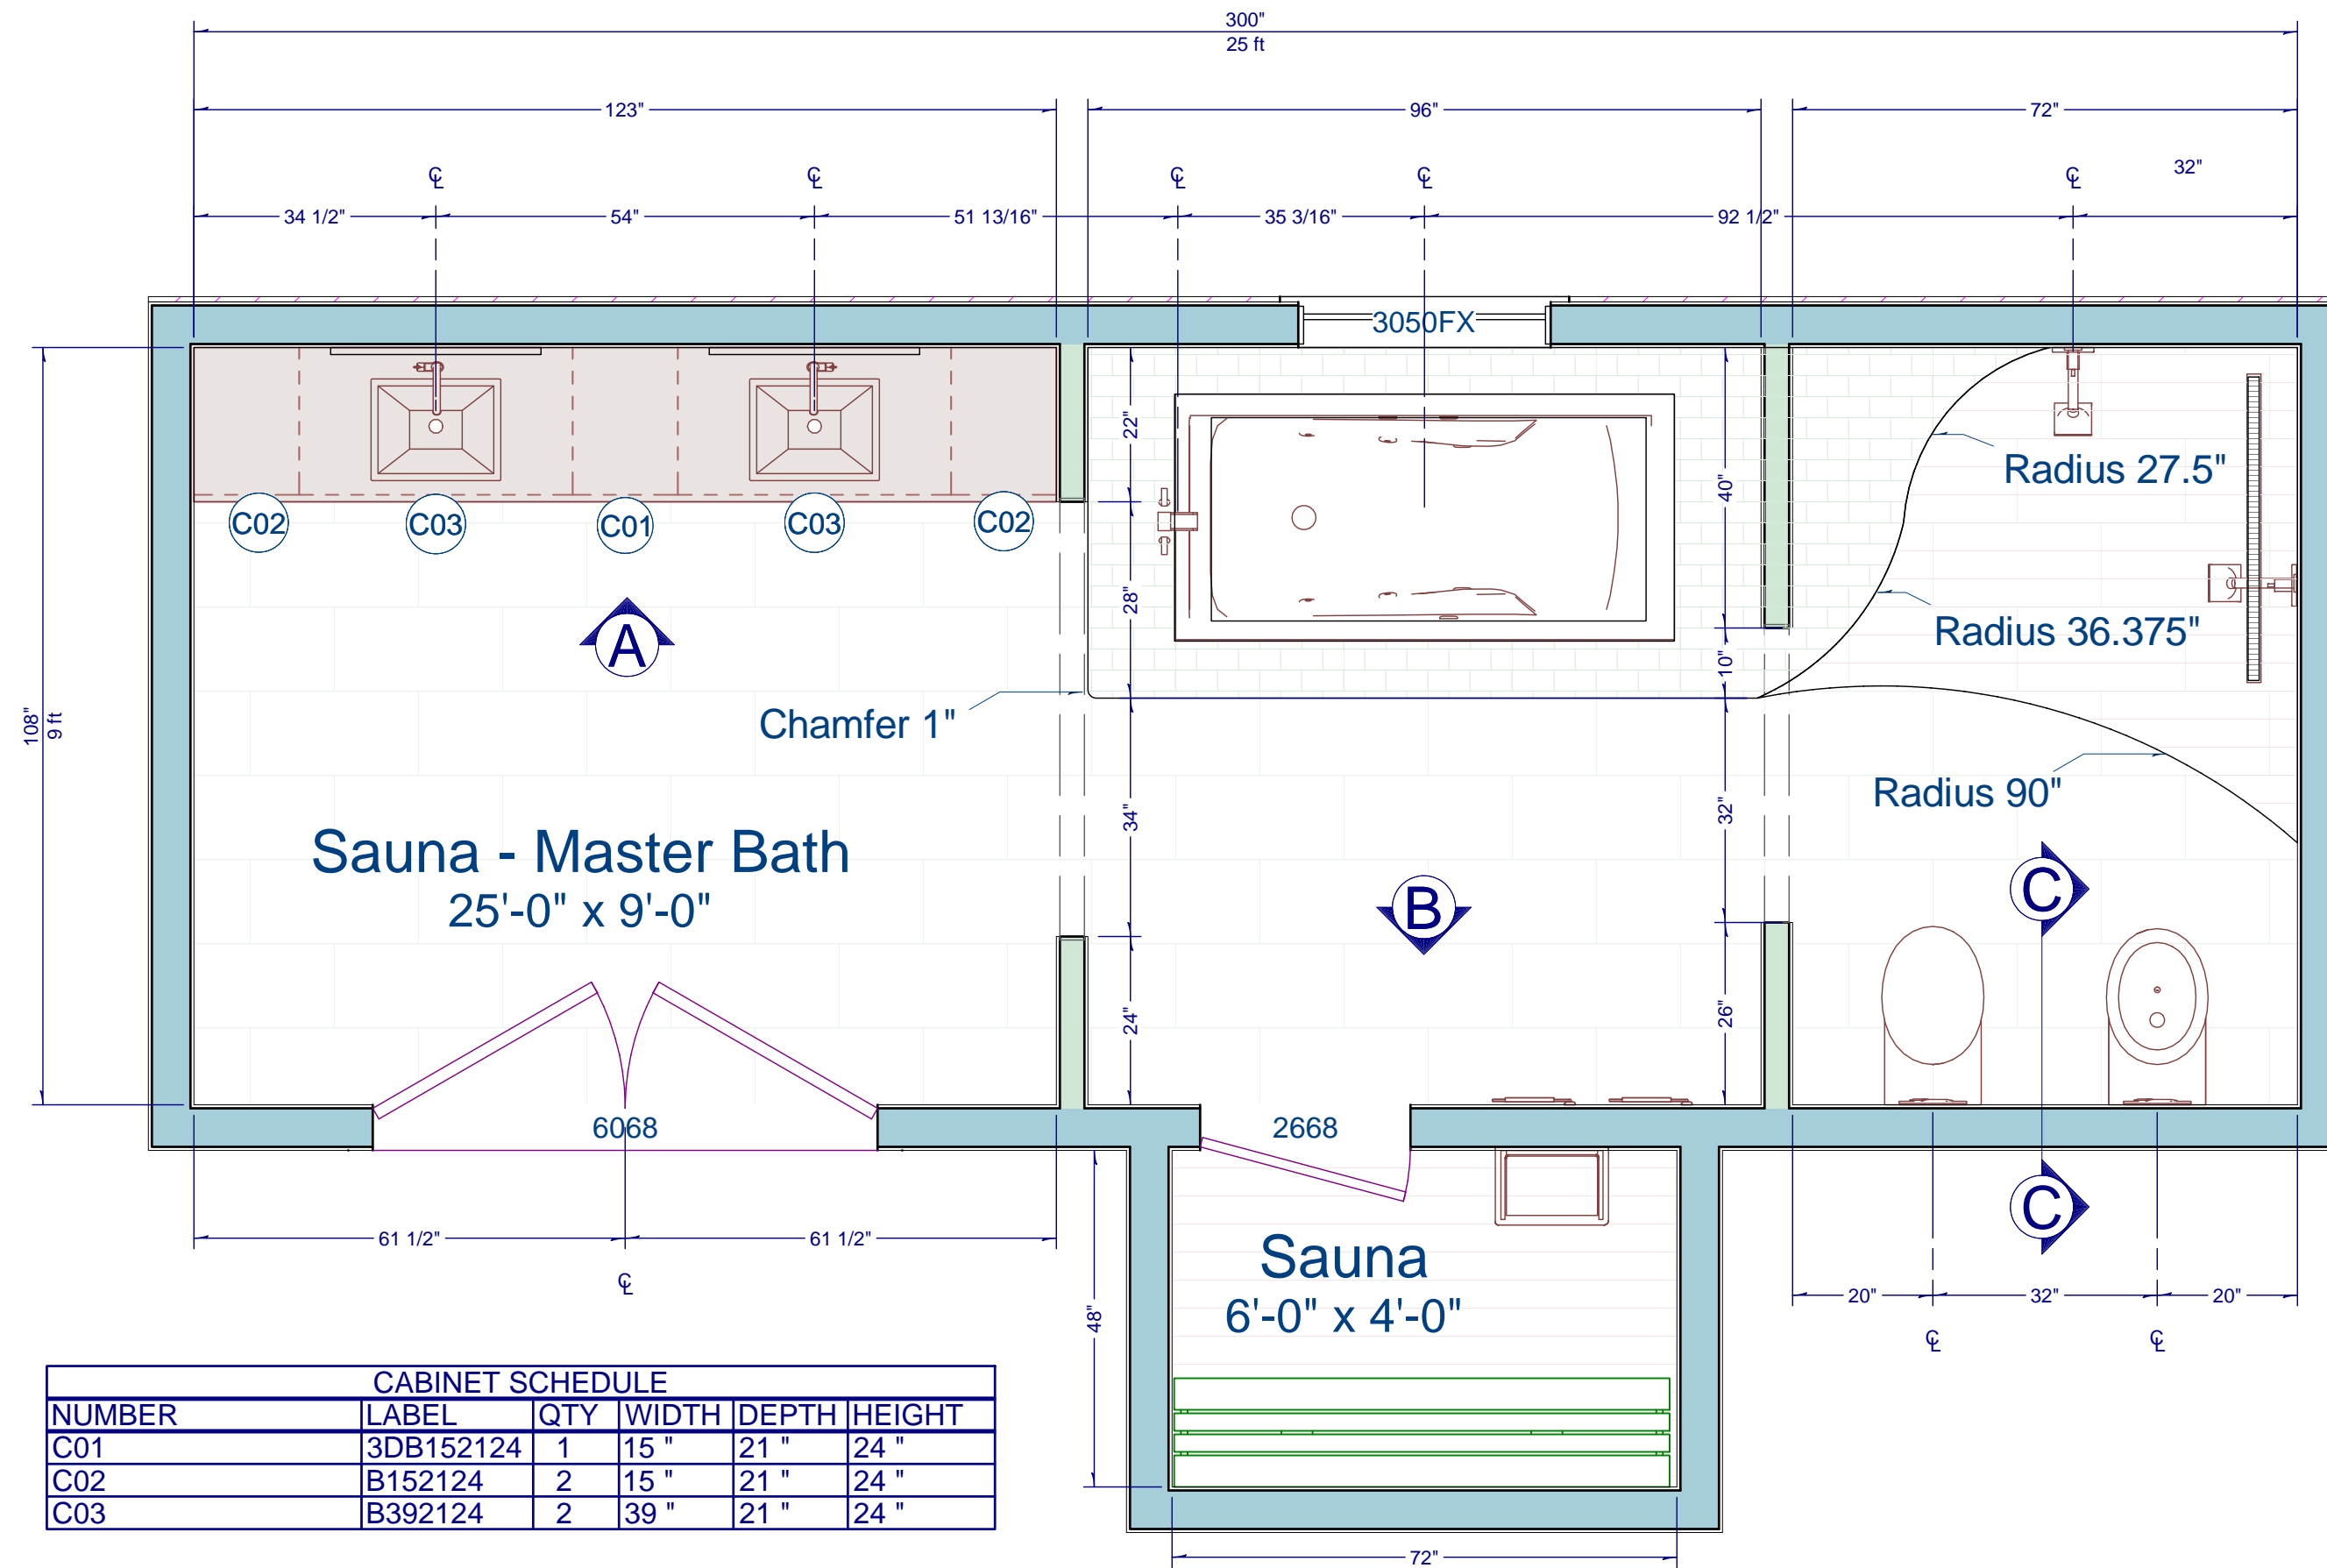 300"
25 ft
123"
96"
72"
℄
℄
℄
℄
℄
32"
34 1/2"
54"
51 13/16"
35 3/16"
92 1/2"
3050FX
22"
40"
Radius 27.5"
C02
C03
C01
C03
C02
28"
A
Radius 36.375"
10"
Chamfer 1"
108"
9 ft
34"
32"
Radius 90"
Sauna - Master Bath
25'-0" x 9'-0"
B
C
24"
26"
6068
2668
C
61 1/2"
61 1/2"
℄
Sauna
6'-0" x 4'-0"
48"
20"
32"
20"
℄
℄
CABINET SCHEDULE
NUMBER LABEL QTY WIDTH DEPTH HEIGHT
C01 3DB152124 1 15 " 21 " 24 "
C02 B152124 2 15 " 21 " 24 "
C03 B392124 2 39 " 21 " 24 "
72"